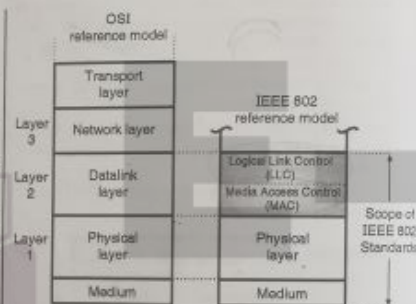 OSI
reference model
Transport
layer
Layer
3
Network layer
Layer
2
Datalink
layer
Layer
1
Physical
layer
Medium
IEEE 802
reference model
Logical Link Control
(LLC)
Media Access Control
(MAC)
Physical
layer
Medium
Scope of
IEEE 802
Standards